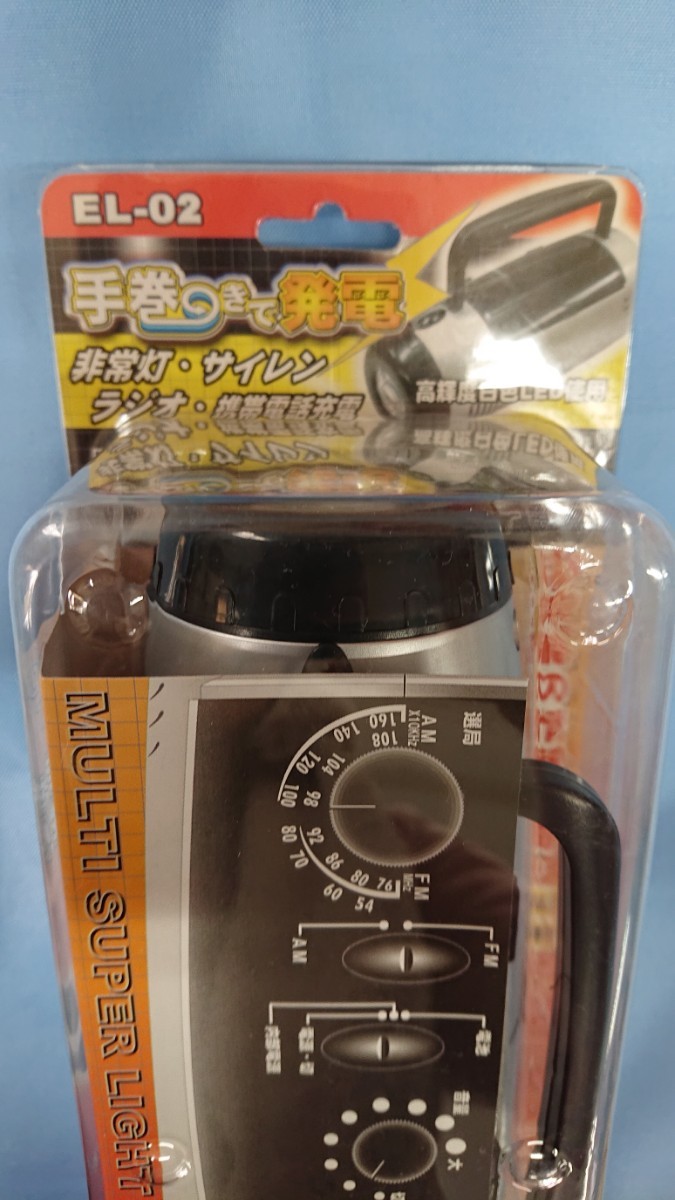 EL-02
手巻きで発電
非常灯・サイレン
ラジオ・携帯電話充電
高輝度白色LED使用
MULTI SUPER LIGHT
選局
AM
X10KHz
160 140 120 100 80 70 60 54
108 104 98 92 86 80 76
FM
MHz
AM
FM
音量
大